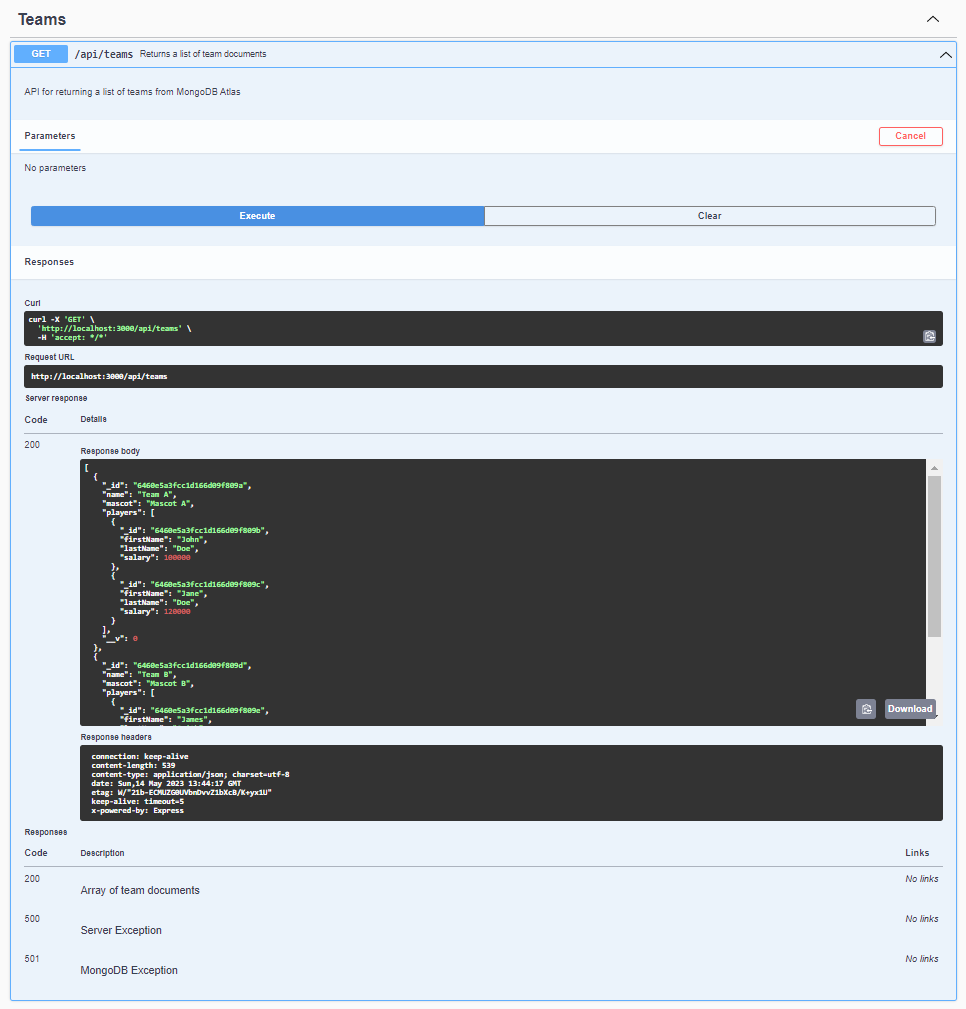 Teams
GET /api/teams Returns a list of team documents
API for returning a list of teams from MongoDB Atlas
Parameters
Cancel
No parameters
Execute
Clear
Responses
Curl
curl -X 'GET' \
  'http://localhost:3000/api/teams' \
  -H 'accept: */*'
Request URL
http://localhost:3000/api/teams
Server response
Code Details
200
Response body
[
  {
    "_id": "6460e5a3fcc1d166d09f809a",
    "name": "Team A",
    "mascot": "Mascot A",
    "players": [
      {
        "_id": "6460e5a3fcc1d166d09f809b",
        "firstName": "John",
        "lastName": "Doe",
        "salary": 100000
      },
      {
        "_id": "6460e5a3fcc1d166d09f809c",
        "firstName": "Jane",
        "lastName": "Doe",
        "salary": 120000
      }
    ],
    "__v": 0
  },
  {
    "_id": "6460e5a3fcc1d166d09f809d",
    "name": "Team B",
    "mascot": "Mascot B",
    "players": [
      {
        "_id": "6460e5a3fcc1d166d09f809e",
        "firstName": "James",
Download
Response headers
connection: keep-alive
content-length: 539
content-type: application/json; charset=utf-8
date: Sun,14 May 2023 13:44:17 GMT
etag: W/"21b-ECMUZG0UVbmDvvZ1bXcB/K+yx1U"
keep-alive: timeout=5
x-powered-by: Express
Responses
Code Description Links
200 No links
Array of team documents
500 No links
Server Exception
501 No links
MongoDB Exception